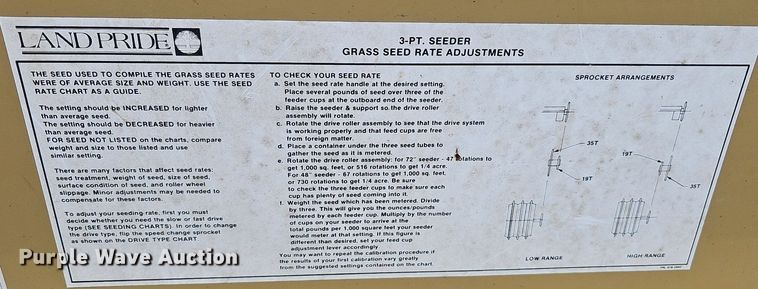 LAND PRIDE
3-PT. SEEDER
GRASS SEED RATE ADJUSTMENTS
THE SEED USED TO COMPILE THE GRASS SEED RATES
WERE OF AVERAGE SIZE AND WEIGHT. USE THE SEED
RATE CHART AS A GUIDE.
The setting should be INCREASED for lighter
than average seed.
The setting should be DECREASED for heavier
than average seed.
FOR SEED NOT LISTED on the charts, compare
weight and size to those listed and use
similar setting.
There are many factors that affect seed rates:
seed treatment, weight of seed, size of seed,
surface condition of seed, and roller wheel
slippage. Minor adjustments may be needed to
compensate for these factors.
To adjust your seeding rate, first you must
decide whether you need the slow or fast drive
type (SEE SEEDING CHARTS). In order to change
the drive type, flip the speed change sprocket
as shown on the DRIVE TYPE CHART
TO CHECK YOUR SEED RATE
a. Set the seed rate handle at the desired setting.
Place several pounds of seed over three of the
feeder cups at the outboard end of the seeder.
b. Raise the seeder & support so the drive roller
assembly will rotate.
c. Rotate the drive roller assembly to see that the drive system
is working properly and that feed cups are free
from foreign matter.
d. Place a container under the three seed tubes to
gather the seed as it is metered.
e. Rotate the drive roller assembly: for 72" seeder - 47 rotations to
get 1,000 sq. feet, or 516 rotations to get 1/4 acre.
For 48" seeder - 67 rotations to get 1,000 sq. feet,
or 730 rotations to get 1/4 acre. Be sure
to check the three feeder cups to make sure each
cup has plenty of seed coming into it.
f. Weight the seed which has been metered. Divide
by three. This will give you the ounces/pounds
metered by each feeder cup. Multiply by the number
of cups on your seeder to arrive at the
total pounds per 1,000 square feet your seeder
would meter at that setting. If this figure is
different than desired, set your feed cup
adjustment lever accordingly
You may want to repeat the calibration procedure if
the results of your first calibration vary greatly
from the suggested settings contained on the chart.
SPROCKET ARRANGEMENTS
35T
19T
19T
35T
LOW RANGE
HIGH RANGE
Purple Wave Auction